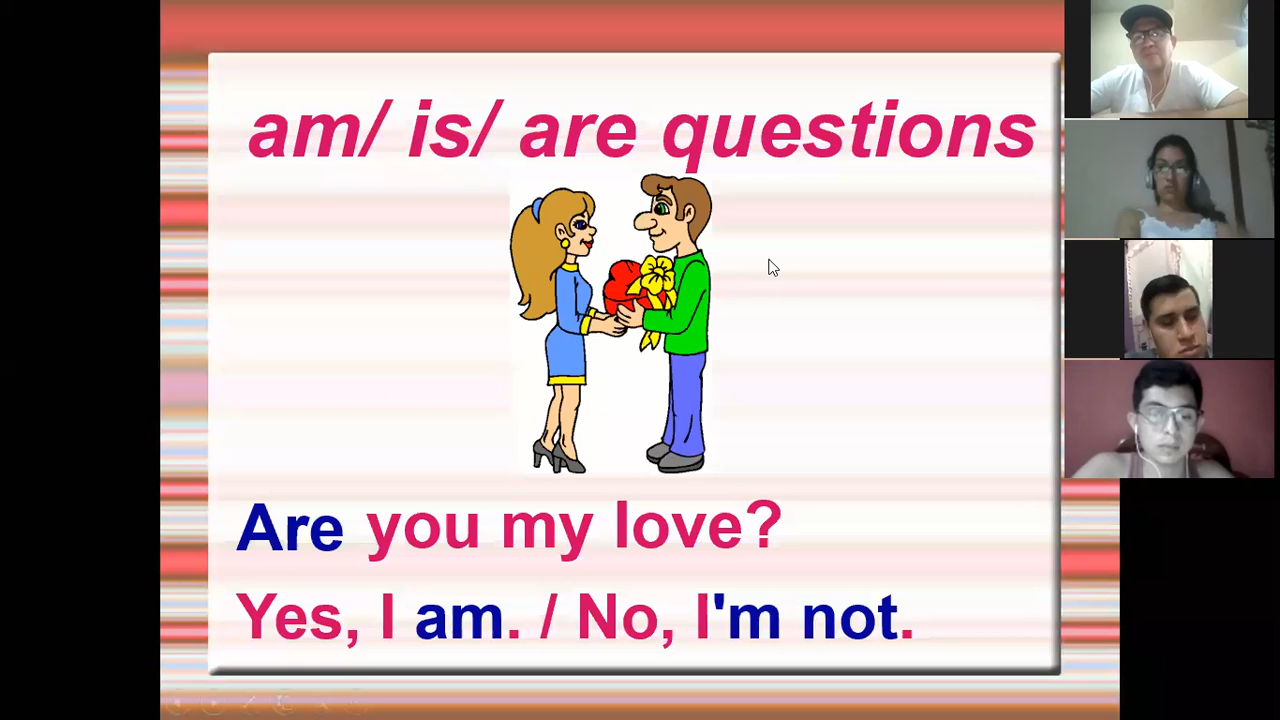 am/ is/ are questions
Are you my love?
Yes, I am. / No, I'm not.